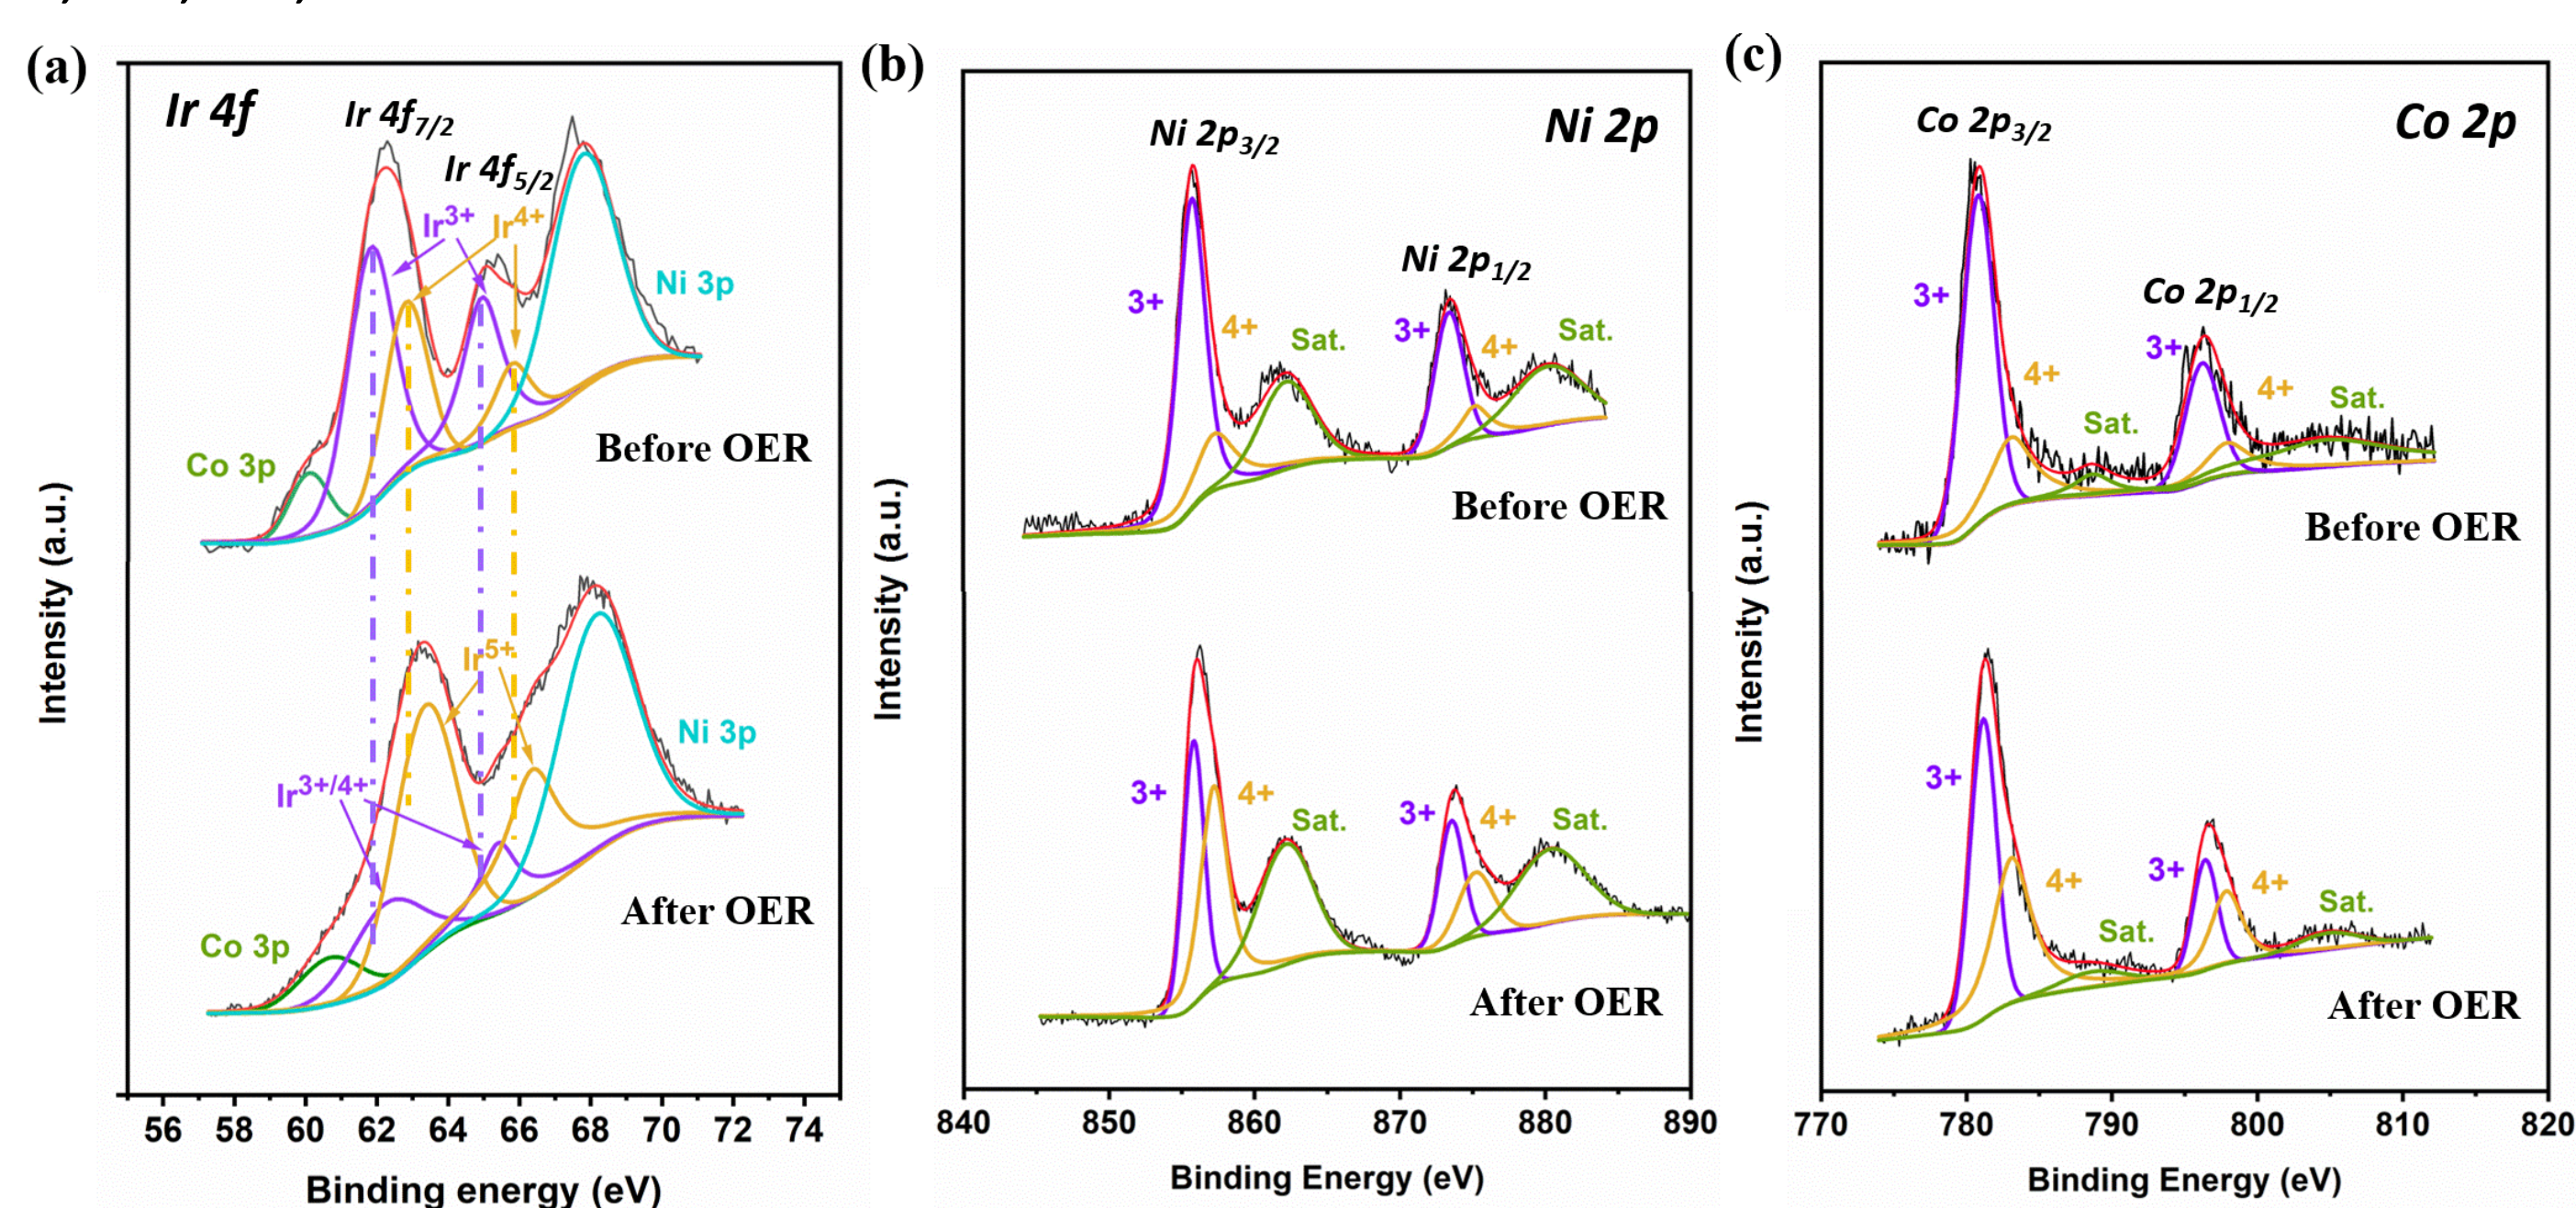 (a)
Ir 4f
Ir 4f7/2
Ir 4f5/2
Ir3+
Ir4+
Ni 3p
Co 3p
Before OER
Ir5+
Ir3+/4+
Ni 3p
Co 3p
After OER
Intensity (a.u.)
56 58 60 62 64 66 68 70 72 74
Binding energy (eV)
(b)
Ni 2p
Ni 2p3/2
Ni 2p1/2
3+
4+
Sat.
3+
4+
Sat.
Before OER
3+
4+
Sat.
3+
4+
Sat.
After OER
Intensity (a.u.)
840 850 860 870 880 890
Binding Energy (eV)
(c)
Co 2p
Co 2p3/2
Co 2p1/2
3+
4+
Sat.
3+
4+
Sat.
Before OER
3+
4+
Sat.
3+
4+
Sat.
After OER
Intensity (a.u.)
770 780 790 800 810 820
Binding Energy (eV)